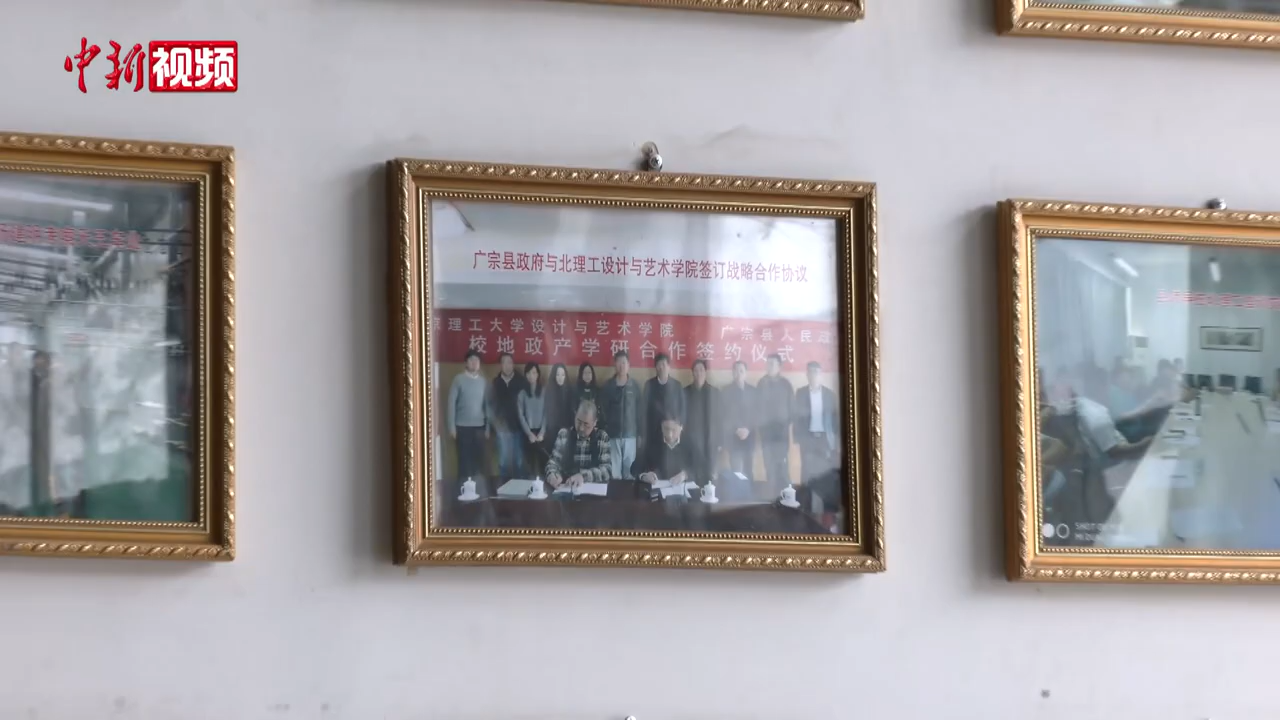 中新视频
广宗县政府与北理工设计与艺术学院签订战略合作协议
京理工大学设计与艺术学院 广宗县人民政
校地政产学研合作签约仪式